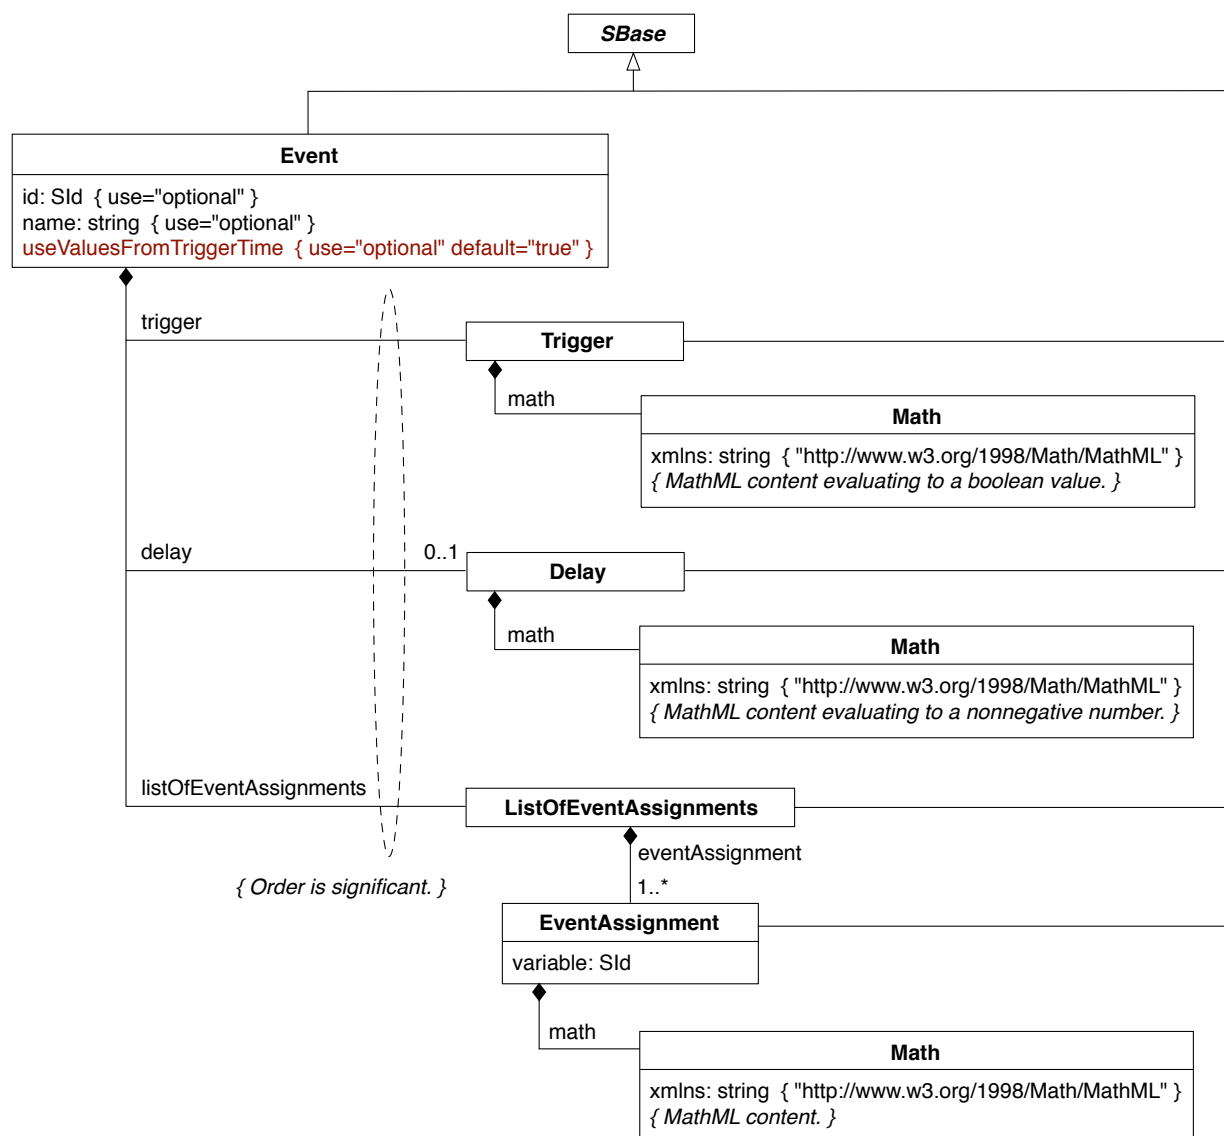 SBase
Event
id: SId { use="optional" }
name: string { use="optional" }
useValuesFromTriggerTime { use="optional" default="true" }
trigger
Trigger
math
Math
xmlns: string { "http://www.w3.org/1998/Math/MathML" }
{ MathML content evaluating to a boolean value. }
delay
0..1
Delay
math
Math
xmlns: string { "http://www.w3.org/1998/Math/MathML" }
{ MathML content evaluating to a nonnegative number. }
listOfEventAssignments
ListOfEventAssignments
eventAssignment
{ Order is significant. }
1..*
EventAssignment
variable: SId
math
Math
xmlns: string { "http://www.w3.org/1998/Math/MathML" }
{ MathML content. }